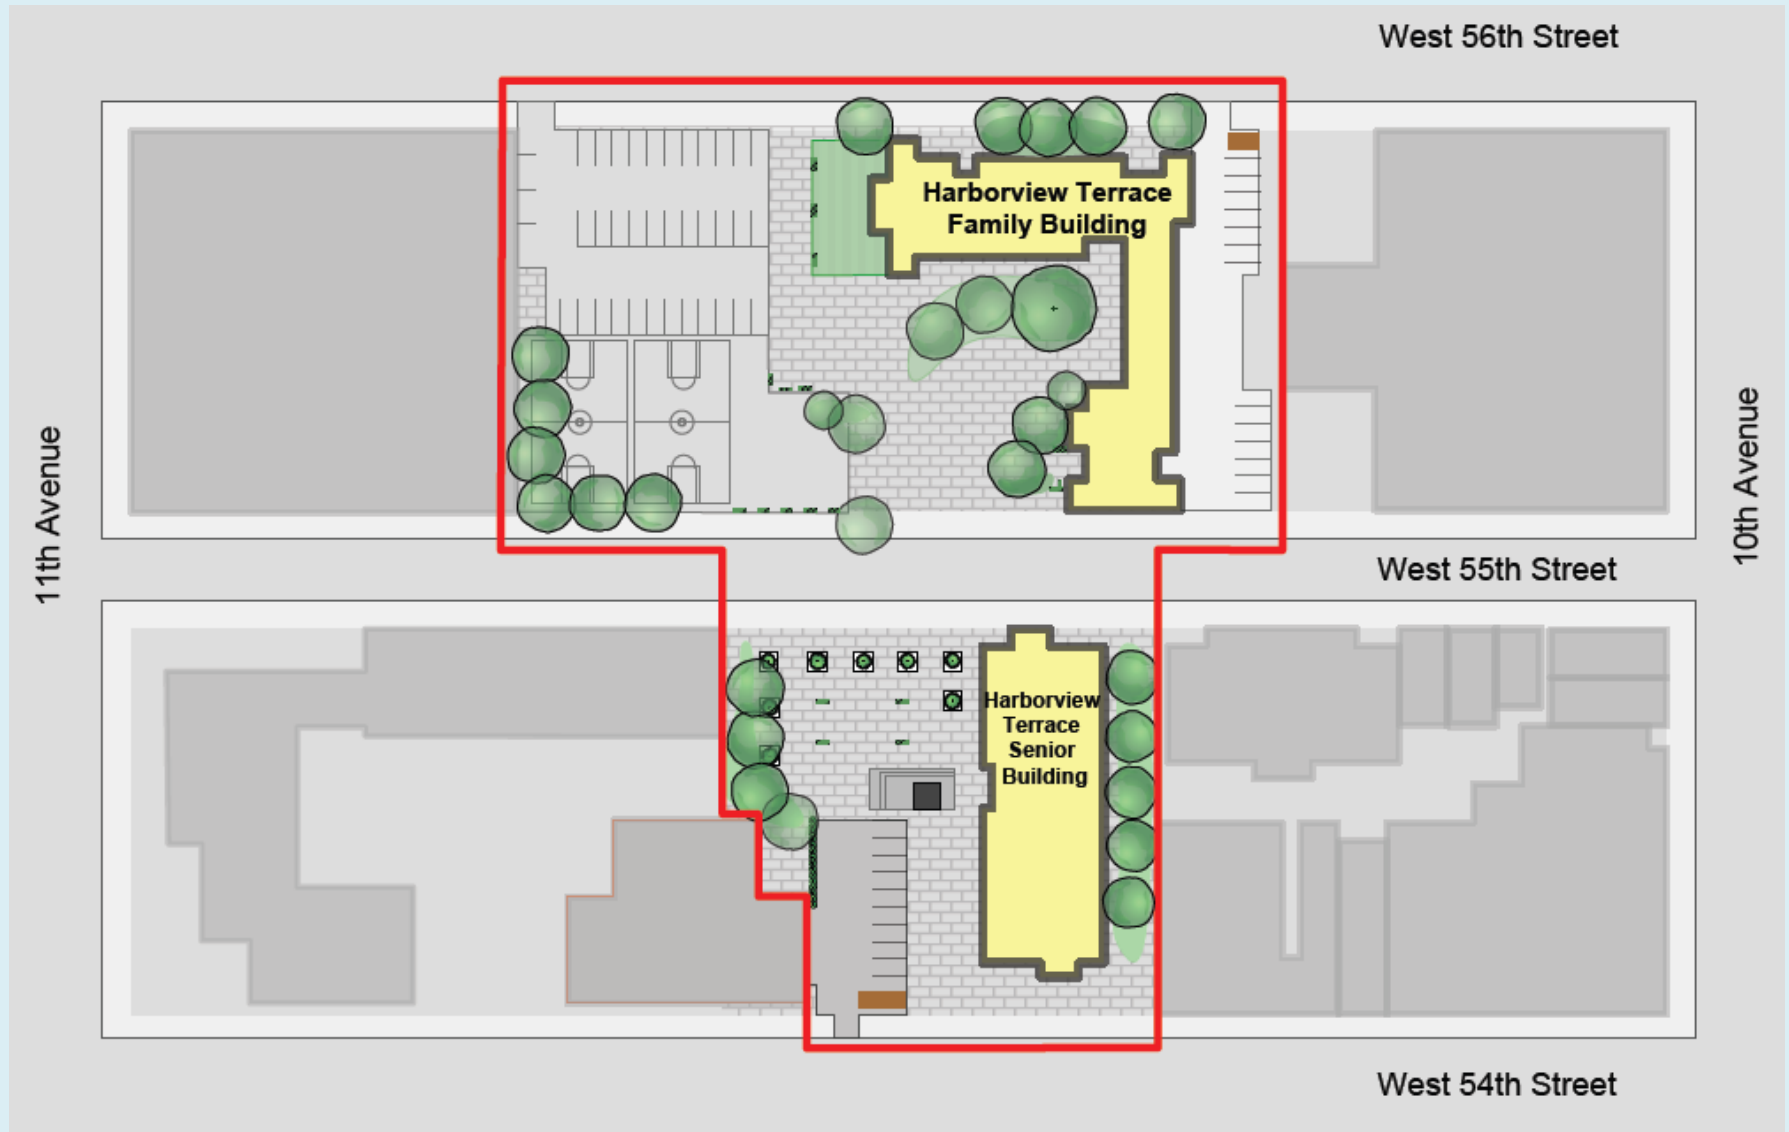 West 56th Street
Harborview Terrace
Family Building
11th Avenue
10th Avenue
West 55th Street
Harborview
Terrace
Senior
Building
West 54th Street